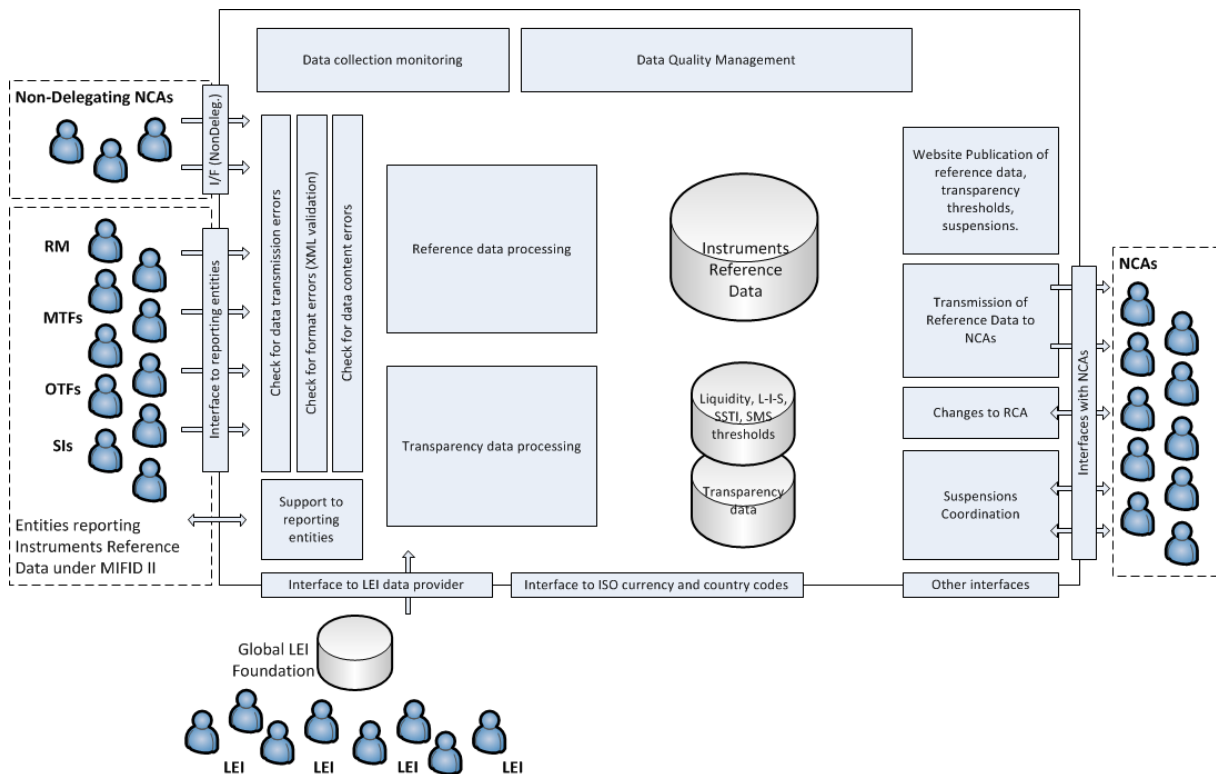 Data collection monitoring
Data Quality Management
Non-Delegating NCAs
I/F (NonDeleg.)
RM
MTFs
OTFs
SIs
Entities reporting
Instruments Reference
Data under MIFID II
Interface to reporting entities
Check for data transmission errors
Check for format errors (XML validation)
Check for data content errors
Support to
reporting
entities
Reference data processing
Transparency data processing
Instruments
Reference
Data
Liquidity, L-I-S,
SSTI, SMS
thresholds
Transparency
data
Website Publication of
reference data,
transparency
thresholds,
suspensions.
Transmission of
Reference Data to
NCAs
Changes to RCA
Suspensions
Coordination
Interfaces with NCAs
NCAs
Interface to LEI data provider
Interface to ISO currency and country codes
Other interfaces
Global LEI
Foundation
LEI
LEI
LEI
LEI